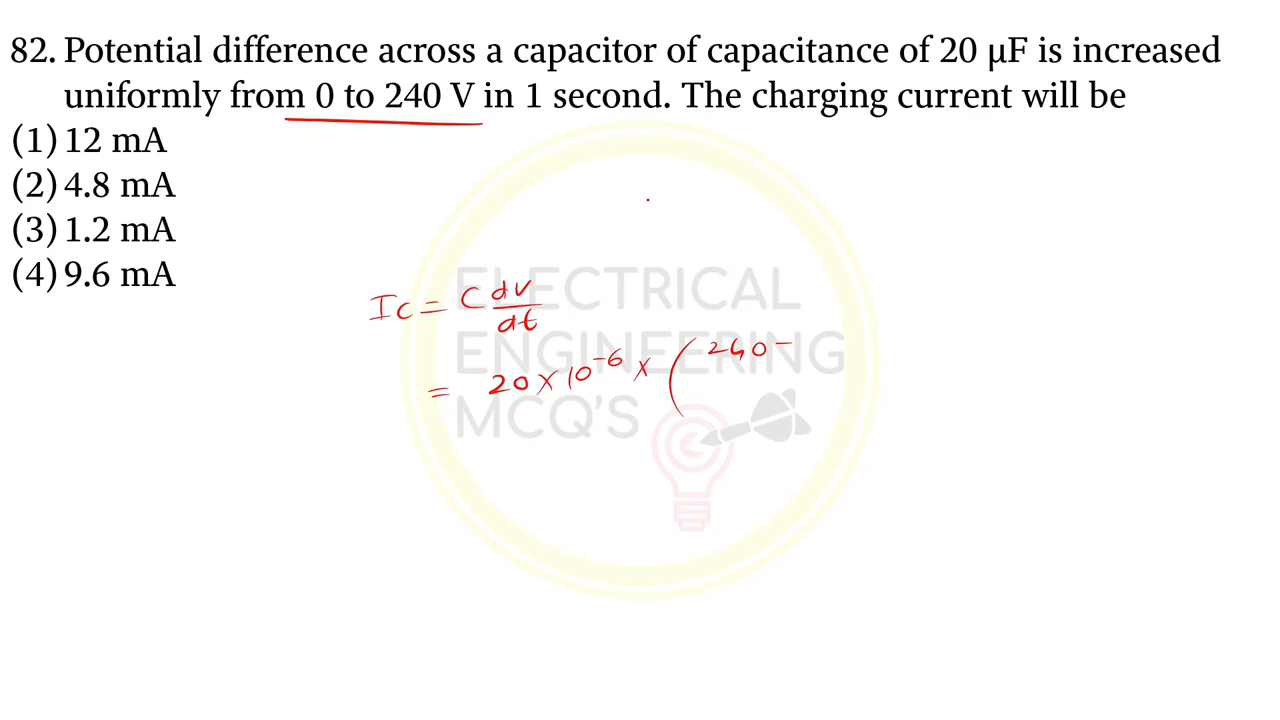 82. Potential difference across a capacitor of capacitance of 20 μF is increased
uniformly from 0 to 240 V in 1 second. The charging current will be
(1) 12 mA
(2) 4.8 mA
(3) 1.2 mA
(4) 9.6 mA
ELECTRICAL
ENGINEERING
MCQ'S
Ic = C dv/dt
= 20 × 10⁻⁶ × ( 240 -